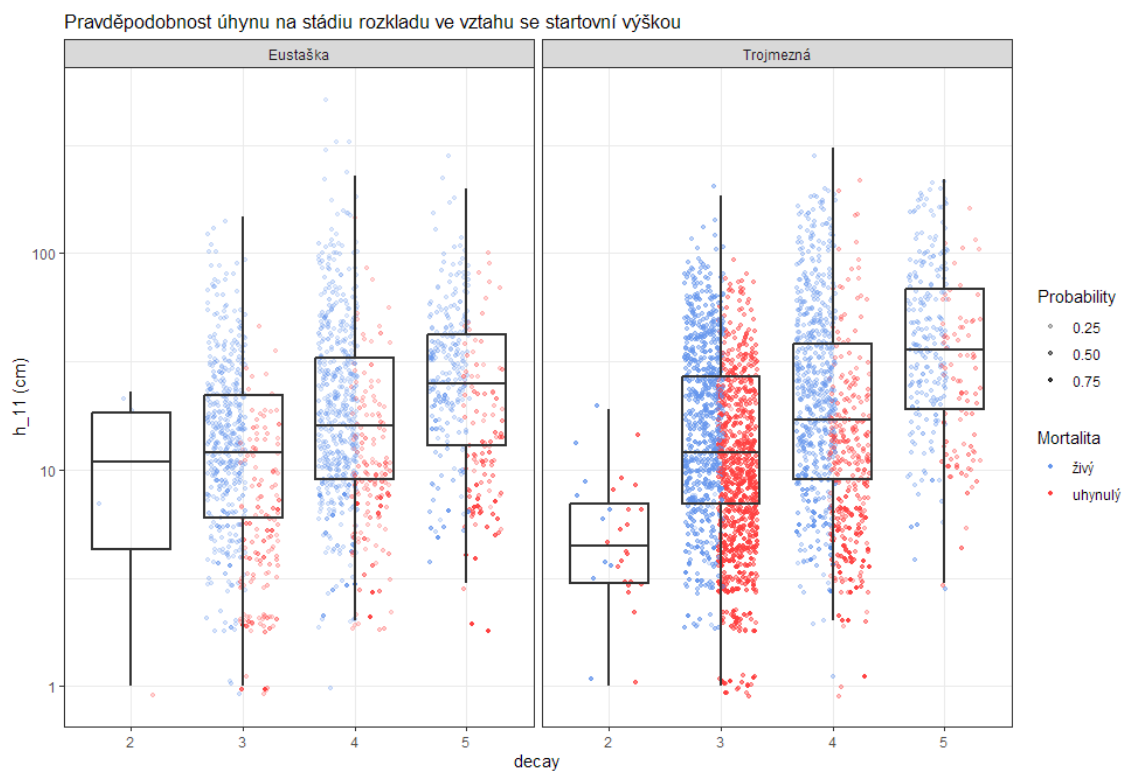 Pravděpodobnost úhynu na stádiu rozkladu ve vztahu se startovní výškou
Eustaška
Trojmezná
100
10
1
h_11 (cm)
2 3 4 5
2 3 4 5
decay
Probability
0.25
0.50
0.75
Mortalita
živý
uhynulý